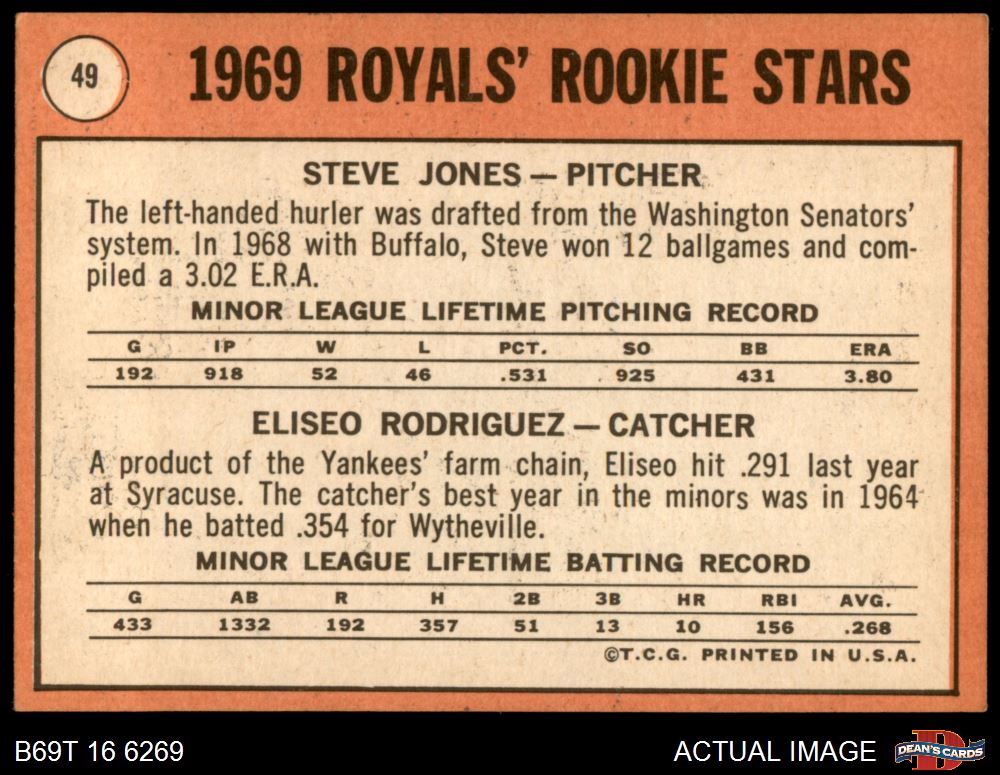 49
1969 ROYALS' ROOKIE STARS
STEVE JONES — PITCHER
The left-handed hurler was drafted from the Washington Senators'
system. In 1968 with Buffalo, Steve won 12 ballgames and com-
piled a 3.02 E.R.A.
MINOR LEAGUE LIFETIME PITCHING RECORD
G IP W L PCT. SO BB ERA
192 918 52 46 .531 925 431 3.80
ELISEO RODRIGUEZ — CATCHER
A product of the Yankees' farm chain, Eliseo hit .291 last year
at Syracuse. The catcher's best year in the minors was in 1964
when he batted .354 for Wytheville.
MINOR LEAGUE LIFETIME BATTING RECORD
G AB R H 2B 3B HR RBI AVG.
433 1332 192 357 51 13 10 156 .268
©T.C.G. PRINTED IN U.S.A.
B69T 16 6269
ACTUAL IMAGE
DEAN'S CARDS